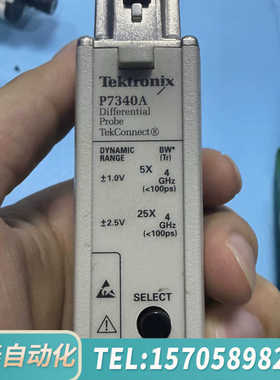 Tektronix
P7340A
Differential
Probe
TekConnect®
DYNAMIC RANGE BW* (Tr)
±1.0V 5X 4 GHz (<100ps)
±2.5V 25X 4 GHz (<100ps)
SELECT
自动化 TEL:15705898